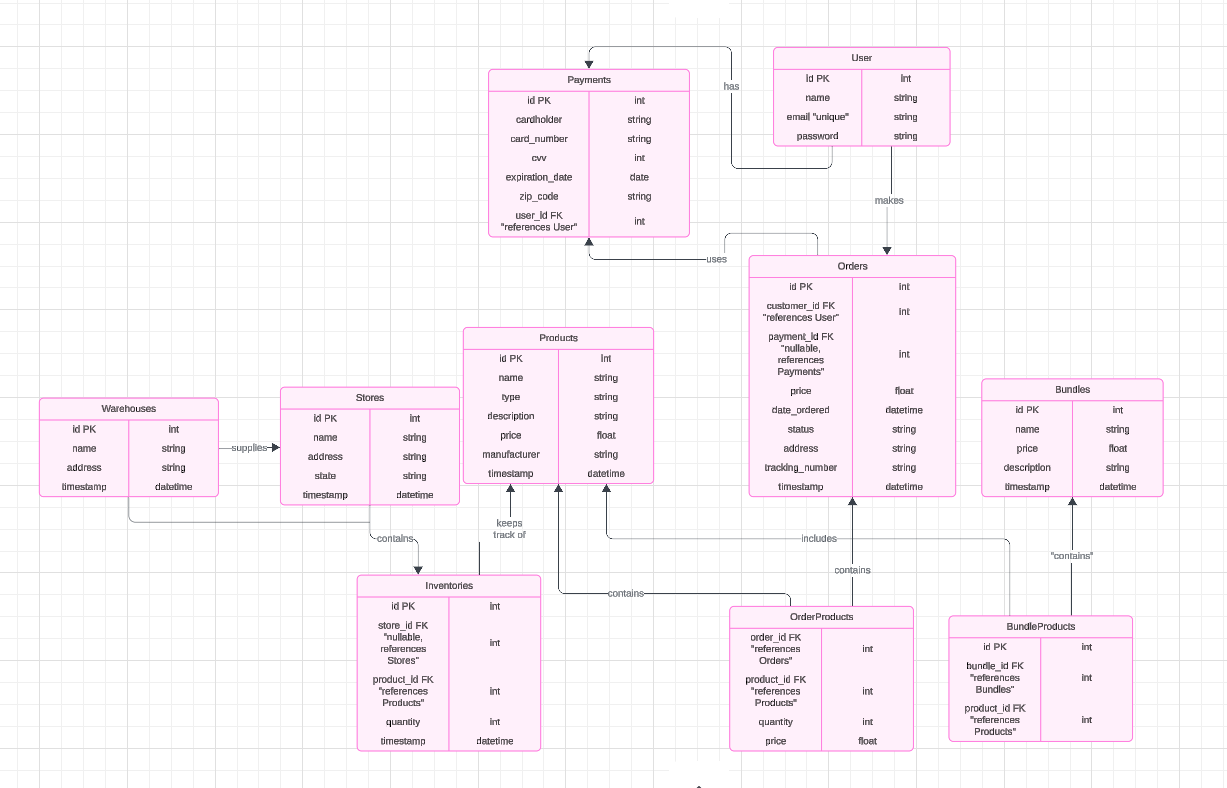 User
id PK int
name string
email "unique" string
password string
has
makes
Payments
id PK int
cardholder string
card_number string
cvv int
expiration_date date
zip_code string
user_id FK
"references User" int
uses
Orders
id PK int
customer_id FK
"references User" int
payment_id FK
"nullable,
references
Payments" int
price float
date_ordered datetime
status string
address string
tracking_number string
timestamp datetime
Products
id PK int
name string
type string
description string
price float
manufacturer string
timestamp datetime
Warehouses
id PK int
name string
address string
timestamp datetime
supplies
Stores
id PK int
name string
address string
state string
timestamp datetime
Bundles
id PK int
name string
price float
description string
timestamp datetime
contains
keeps
track of
includes
contains
"contains"
contains
Inventories
id PK int
store_id FK
"nullable,
references
Stores" int
product_id FK
"references
Products" int
quantity int
timestamp datetime
OrderProducts
order_id FK
"references
Orders" int
product_id FK
"references
Products" int
quantity int
price float
BundleProducts
id PK int
bundle_id FK
"references
Bundles" int
product_id FK
"references
Products" int